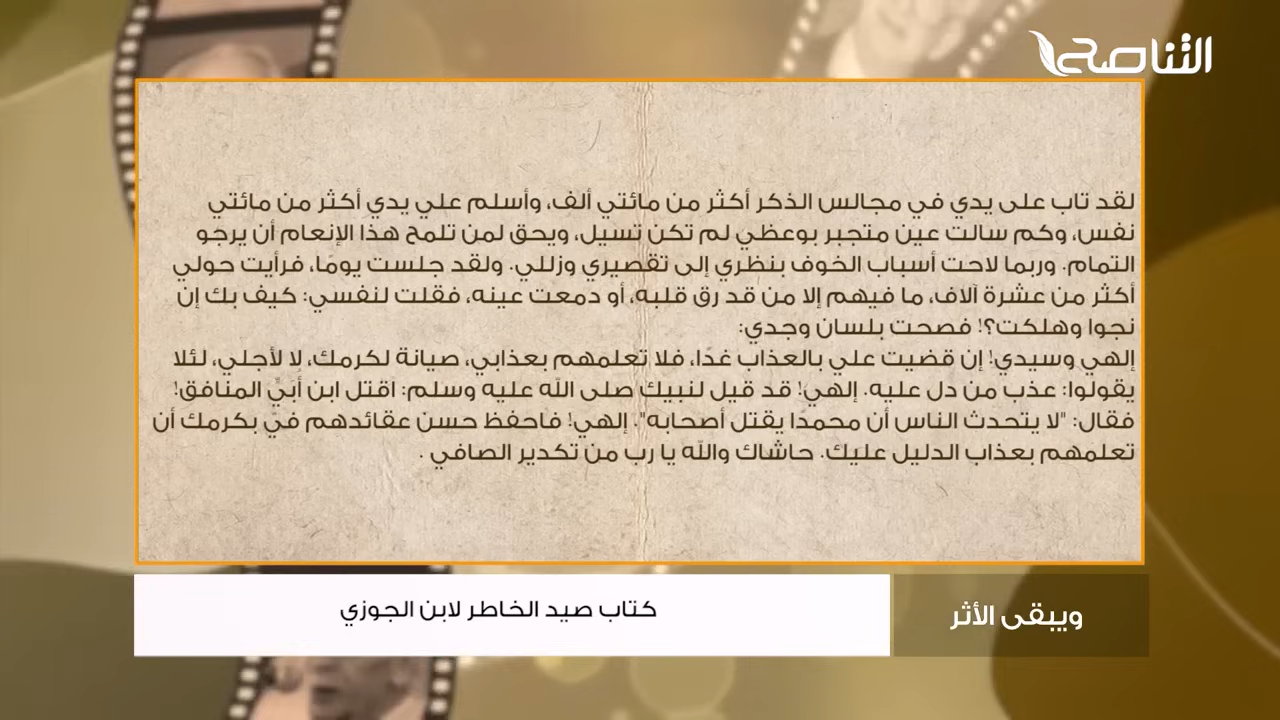 التناصح
لقد تاب على يدي في مجالس الذكر أكثر من مائتي ألف، وأسلم علي يدي أكثر من مائتي
نفس، وكم سالت عين متجبر بوعظي لم تكن تسيل، ويحق لمن تلمح هذا الإنعام أن يرجو
التمام. وربما لاحت أسباب الخوف بنظري إلى تقصيري وزللي. ولقد جلست يومًا، فرأيت حولي
أكثر من عشرة آلاف، ما فيهم إلا من قد رق قلبه، أو دمعت عينه، فقلت لنفسي: كيف بك إن
نجوا وهلكت؟! فصحت بلسان وجدي:
إلهي وسيدي! إن قضيت علي بالعذاب غدًا، فلا تعلمهم بعذابي، صيانة لكرمك، لا لأجلي، لئلا
يقولوا: عذب من دل عليه. إلهي! قد قيل لنبيك صلى الله عليه وسلم: اقتل ابن أبيٍّ المنافق!
فقال: "لا يتحدث الناس أن محمدًا يقتل أصحابه". إلهي! فاحفظ حسن عقائدهم فيّ بكرمك أن
تعلمهم بعذاب الدليل عليك. حاشاك والله يا رب من تكدير الصافي .
ويبقى الأثر
كتاب صيد الخاطر لابن الجوزي